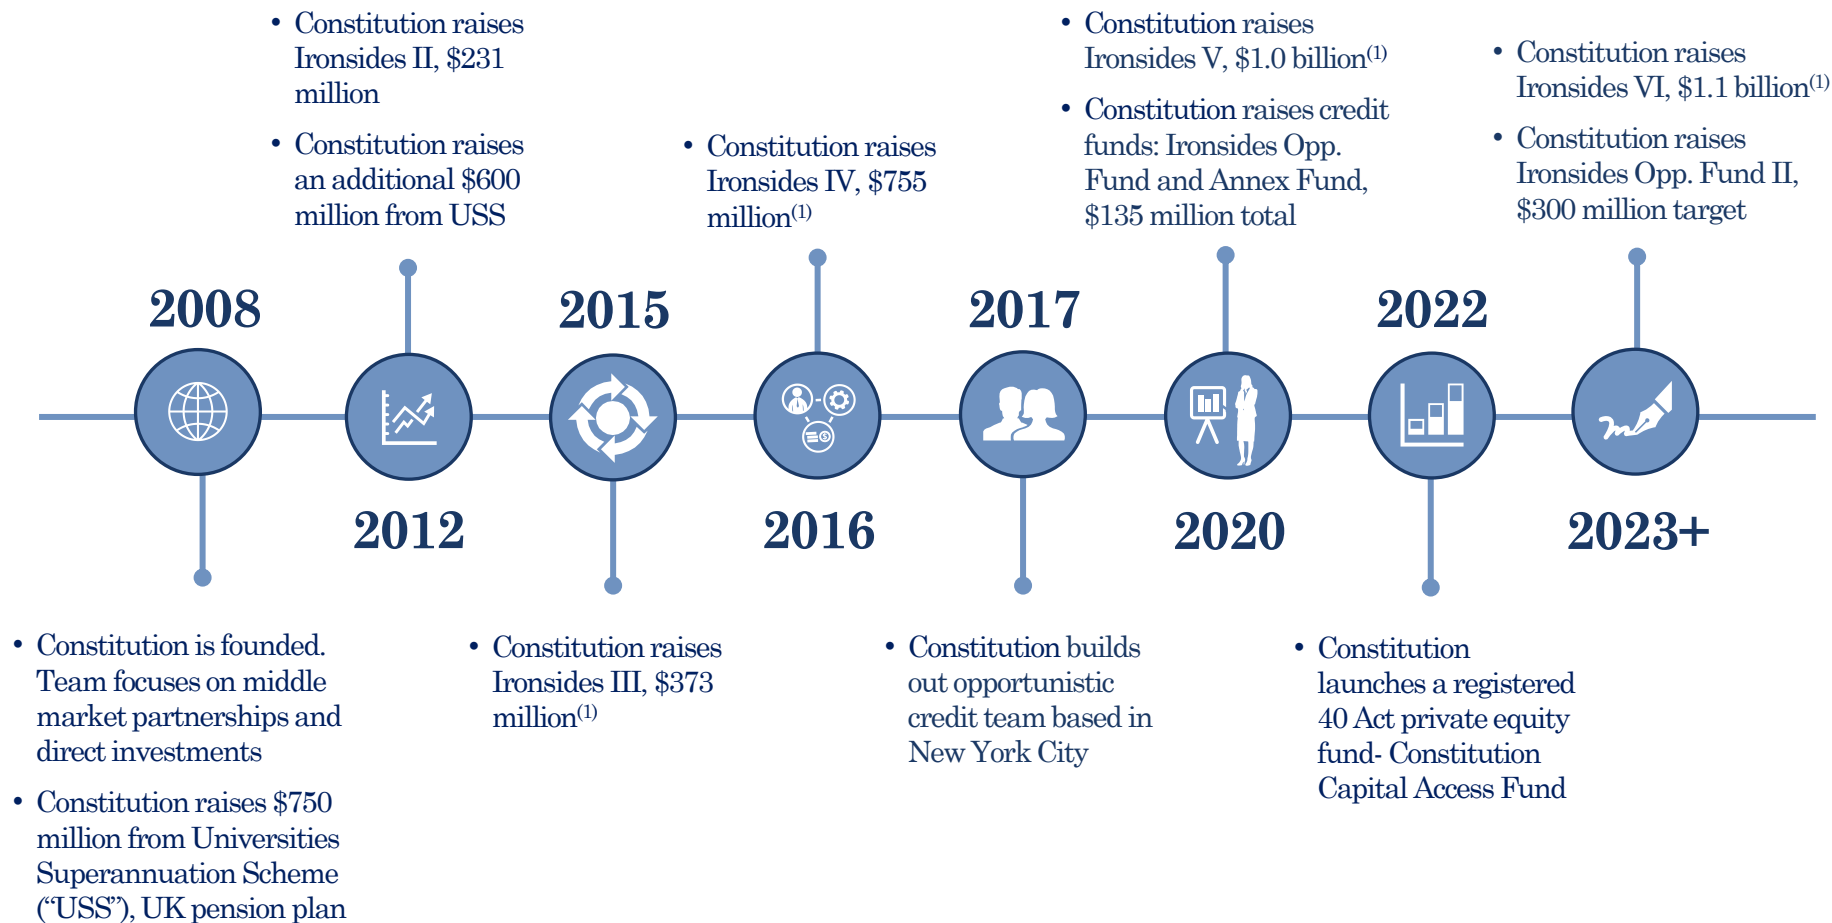 • Constitution raises
Ironsides II, $231
million
• Constitution raises
an additional $600
million from USS
• Constitution raises
Ironsides IV, $755
million(1)
• Constitution raises
Ironsides V, $1.0 billion(1)
• Constitution raises credit
funds: Ironsides Opp.
Fund and Annex Fund,
$135 million total
• Constitution raises
Ironsides VI, $1.1 billion(1)
• Constitution raises
Ironsides Opp. Fund II,
$300 million target
2008
2015
2017
2022
2012
2016
2020
2023+
• Constitution is founded.
Team focuses on middle
market partnerships and
direct investments
• Constitution raises $750
million from Universities
Superannuation Scheme
(“USS”), UK pension plan
• Constitution raises
Ironsides III, $373
million(1)
• Constitution builds
out opportunistic
credit team based in
New York City
• Constitution
launches a registered
40 Act private equity
fund- Constitution
Capital Access Fund